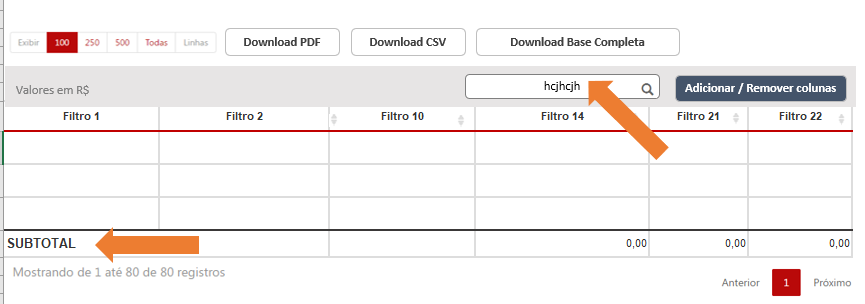 Exibir 100 250 500 Todas Linhas Download PDF Download CSV Download Base Completa
Valores em R$ hcjhcjh Adicionar / Remover colunas
Filtro 1 Filtro 2 Filtro 10 Filtro 14 Filtro 21 Filtro 22
SUBTOTAL 0,00 0,00 0,00
Mostrando de 1 até 80 de 80 registros
Anterior 1 Próximo